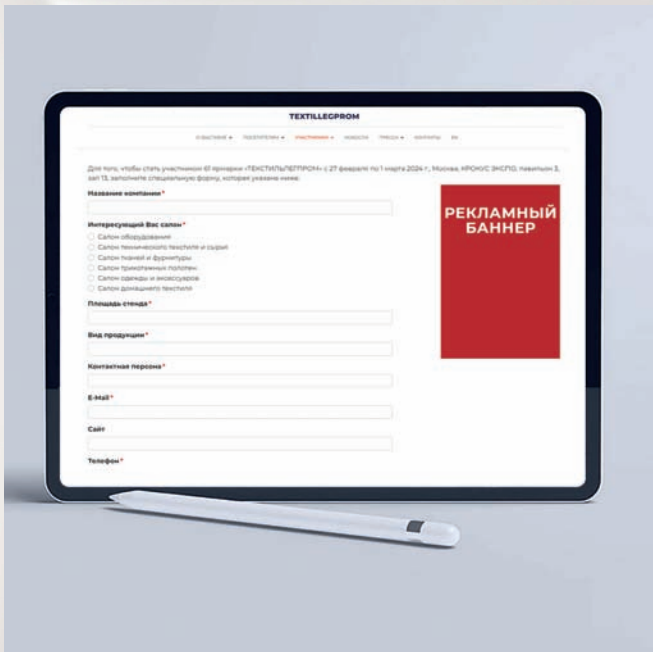 TEXTILLEGPROM
О ВЫСТАВКЕ ПОСЕТИТЕЛЯМ УЧАСТНИКАМ НОВОСТИ ПРЕССА КОНТАКТЫ EN
Для того, чтобы стать участником 61 ярмарки «ТЕКСТИЛЬЛЕГПРОМ» с 27 февраля по 1 марта 2024 г., Москва, КРОКУС ЭКСПО, павильон 3,
зал 13, заполните специальную форму, которая указана ниже.
Название компании*
РЕКЛАМНЫЙ
БАННЕР
Интересующий Вас салон*
Салон оборудования
Салон технического текстиля и сырья
Салон тканей и фурнитуры
Салон трикотажных полотен
Салон одежды и аксессуаров
Салон домашнего текстиля
Площадь стенда*
Вид продукции*
Контактная персона*
E-Mail*
Сайт
Телефон*